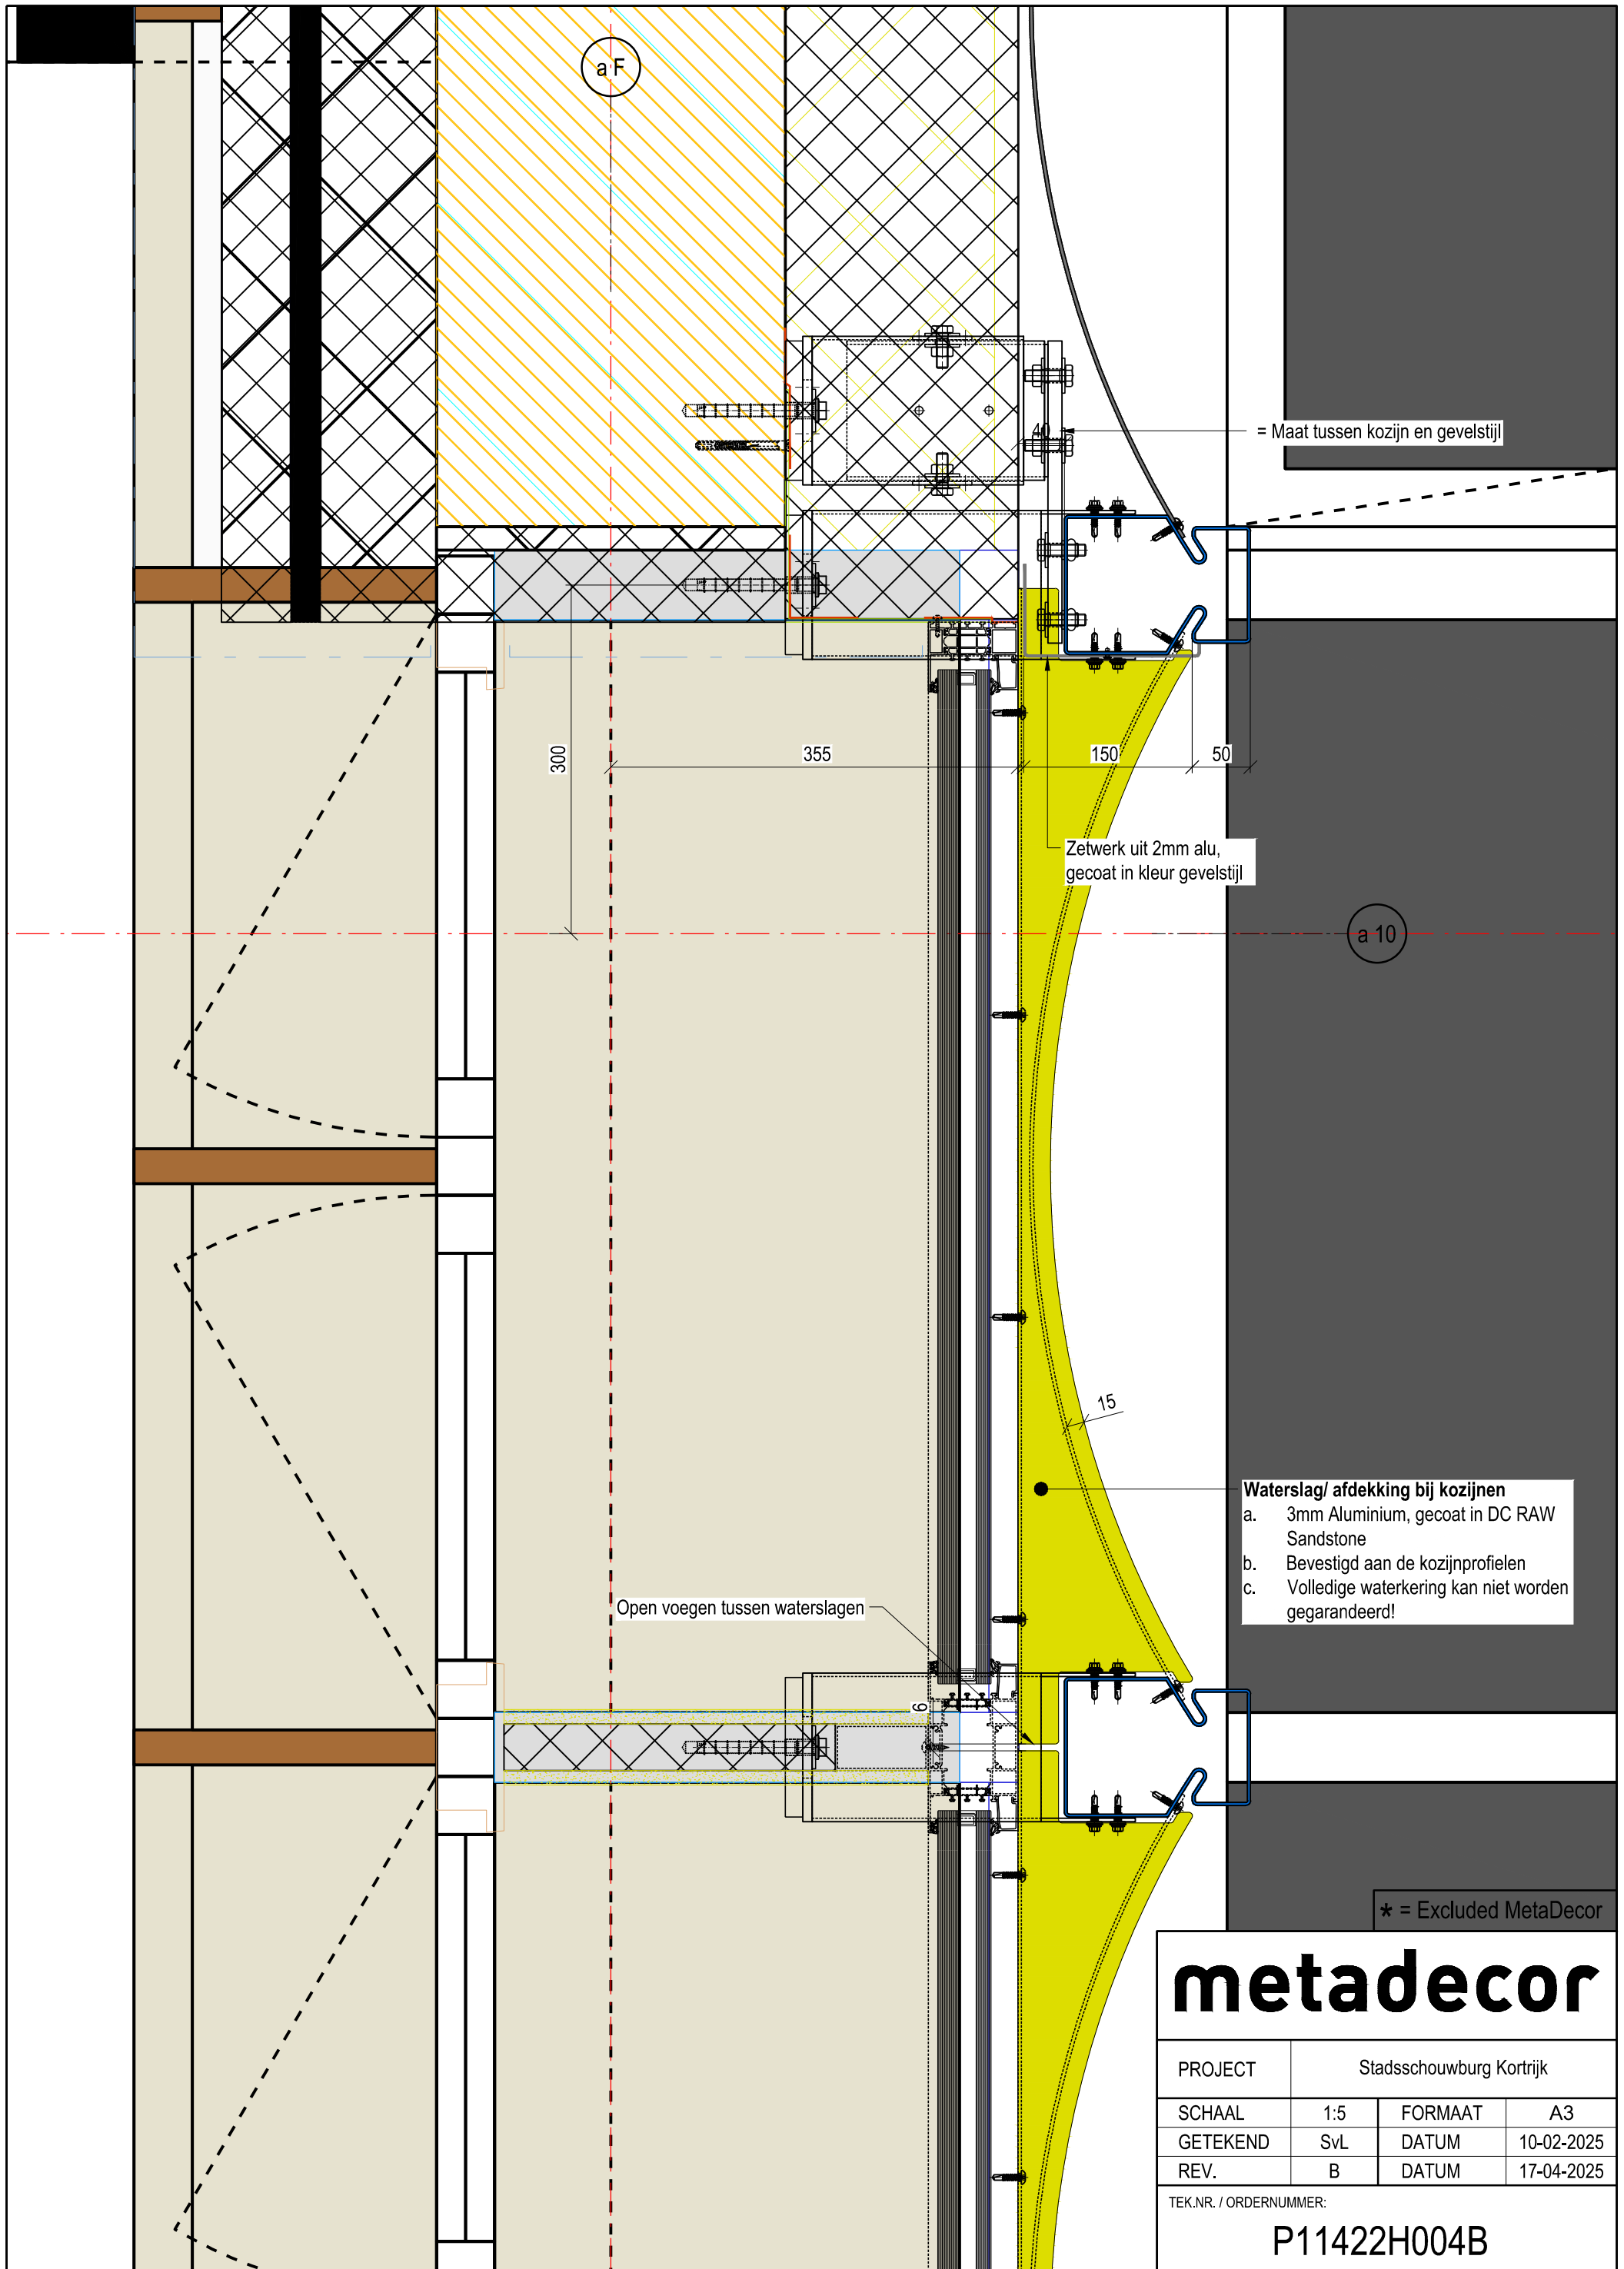 a F
40
= Maat tussen kozijn en gevelstijl
300
355
150
50
Zetwerk uit 2mm alu,
gecoat in kleur gevelstijl
a 10
15
Waterslag/ afdekking bij kozijnen
a. 3mm Aluminium, gecoat in DC RAW
Sandstone
b. Bevestigd aan de kozijnprofielen
c. Volledige waterkering kan niet worden
gegarandeerd!
Open voegen tussen waterslagen
6
* = Excluded MetaDecor
metadecor
PROJECT Stadsschouwburg Kortrijk
SCHAAL 1:5 FORMAAT A3
GETEKEND SvL DATUM 10-02-2025
REV. B DATUM 17-04-2025
TEK.NR. / ORDERNUMMER:
P11422H004B